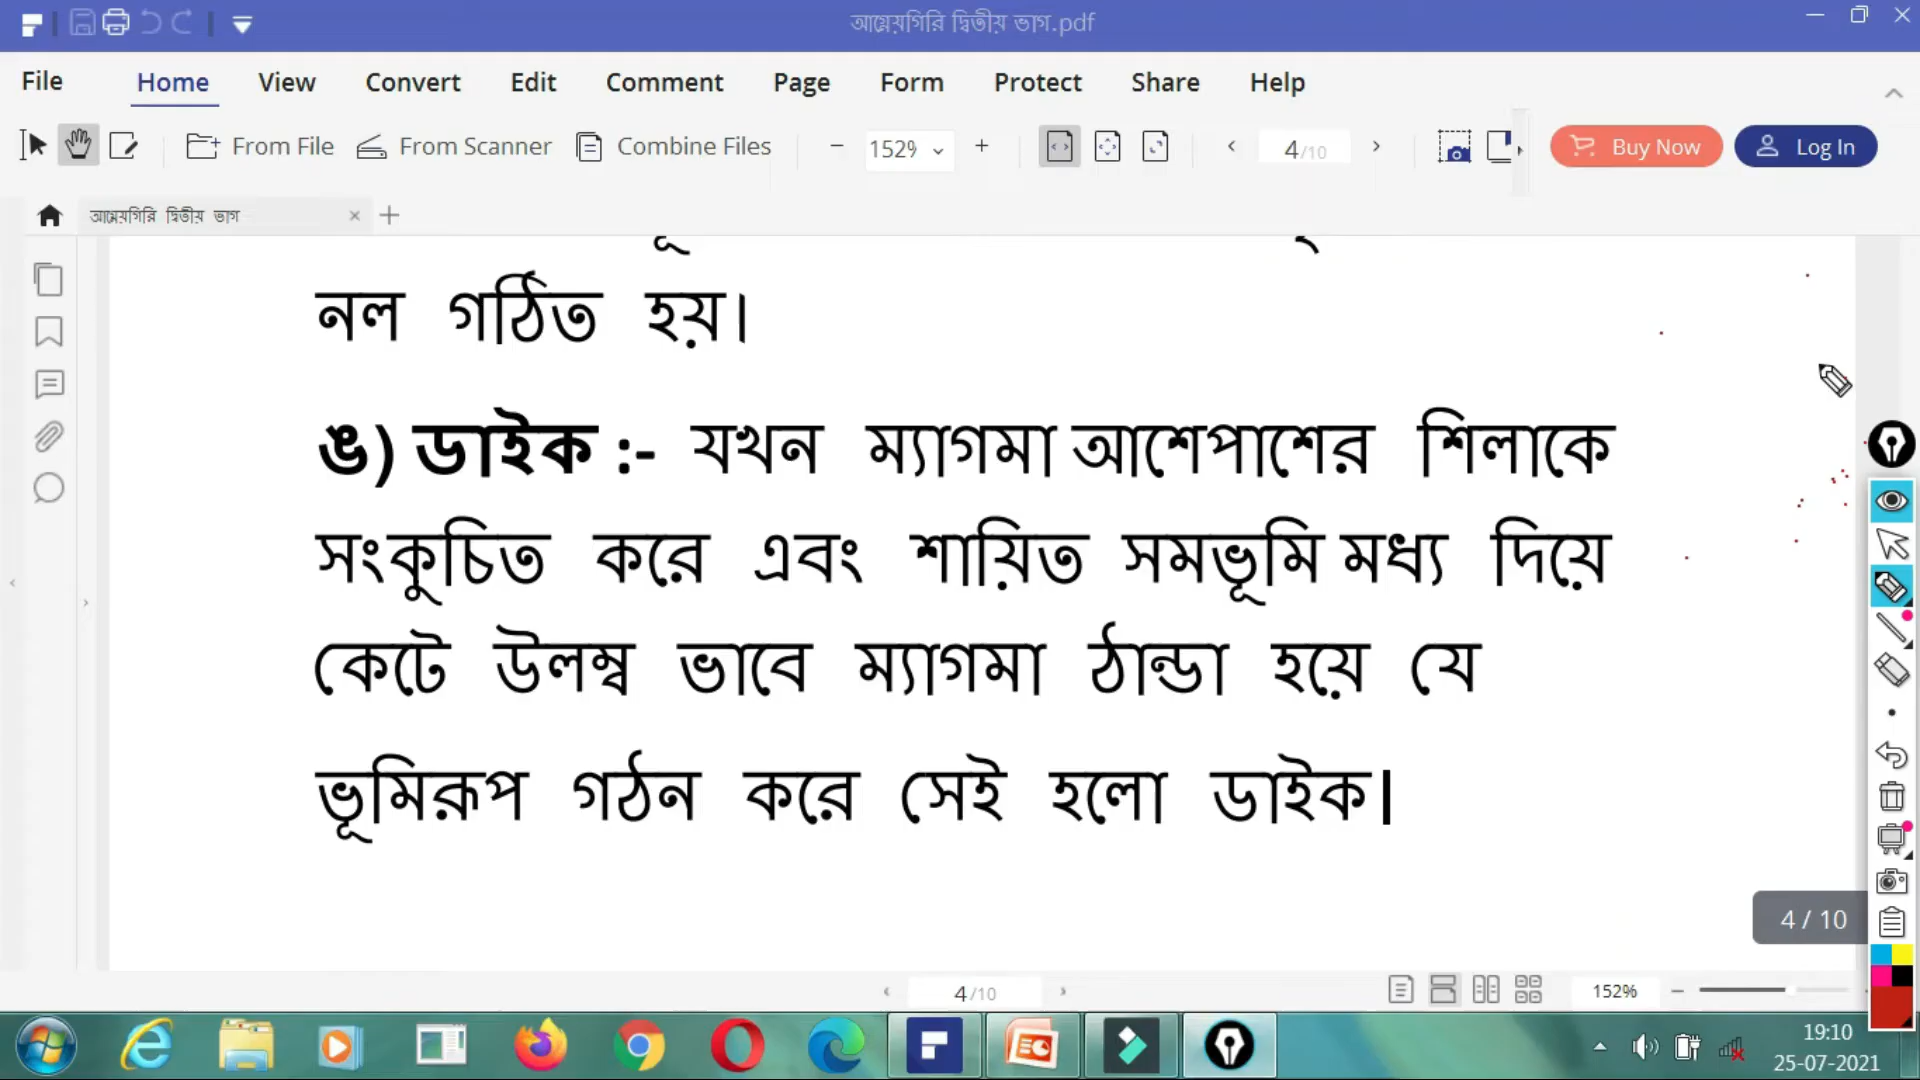 আগ্নেয়গিরি দ্বিতীয় ভাগ.pdf
File Home View Convert Edit Comment Page Form Protect Share Help
From File From Scanner Combine Files 152% 4/10 Buy Now Log In
আগ্নেয়গিরি দ্বিতীয় ভাগ
নল গঠিত হয়।
ঙ) ডাইক :- যখন ম্যাগমা আশেপাশের শিলাকে
সংকুচিত করে এবং শায়িত সমভূমি মধ্য দিয়ে
কেটে উলম্ব ভাবে ম্যাগমা ঠান্ডা হয়ে যে
ভূমিরূপ গঠন করে সেই হলো ডাইক।
4 / 10
4/10 152%
19:10
25-07-2021